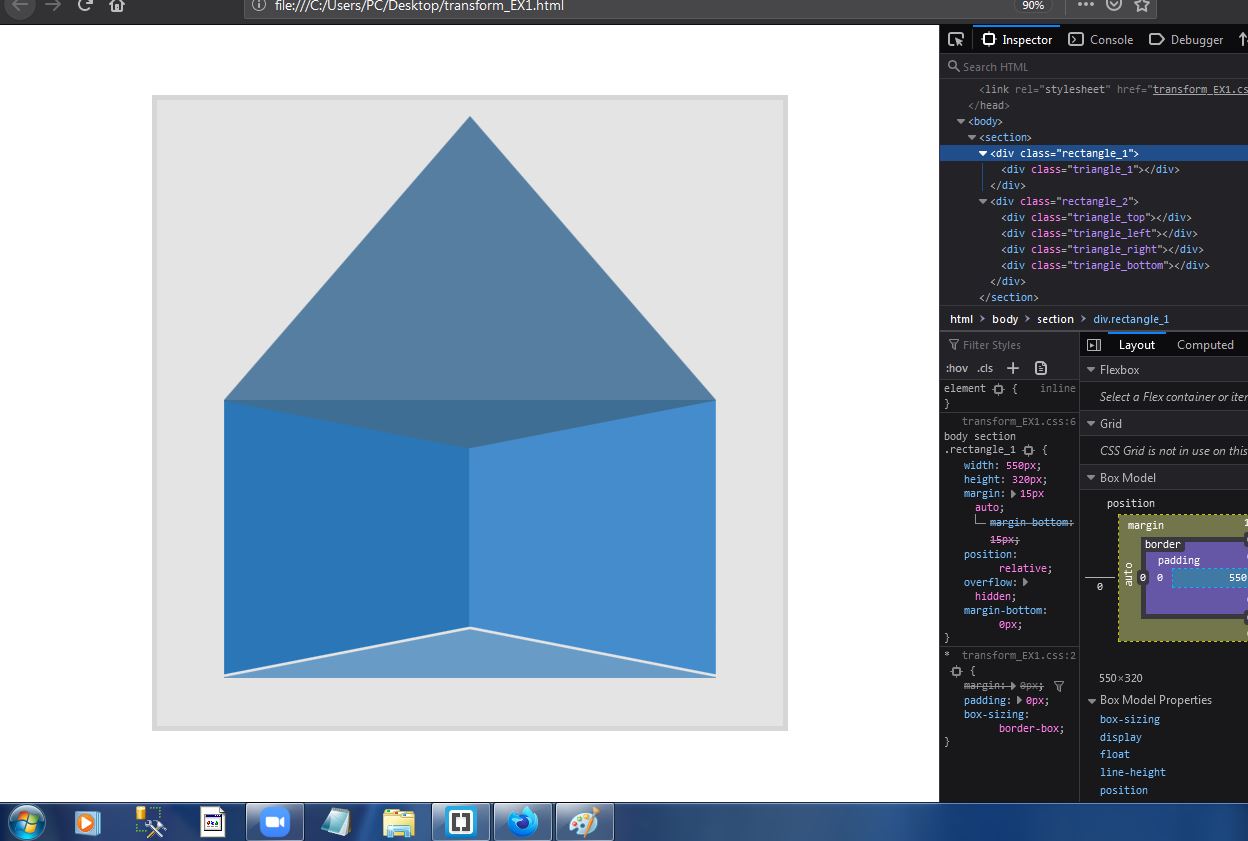 file:///C:/Users/PC/Desktop/transform_EX1.html
90%
Inspector Console Debugger
Search HTML
<link rel="stylesheet" href="transform_EX1.cs
</head>
<body>
<section>
<div class="rectangle_1">
<div class="triangle_1"></div>
</div>
<div class="rectangle_2">
<div class="triangle_top"></div>
<div class="triangle_left"></div>
<div class="triangle_right"></div>
<div class="triangle_bottom"></div>
</div>
</section>
html > body > section > div.rectangle_1
Filter Styles
:hov .cls +
element { inline
}
transform_EX1.css:6
body section
.rectangle_1 {
width: 550px;
height: 320px;
margin: 15px
auto;
margin-bottom:
15px;
position:
relative;
overflow:
hidden;
margin-bottom:
0px;
}
* transform_EX1.css:2
{
margin: 0px;
padding: 0px;
box-sizing:
border-box;
}
Layout Computed
Flexbox
Select a Flex container or iter
Grid
CSS Grid is not in use on this
Box Model
position
margin 1
border
padding
0 auto 0 0 550
550×320
Box Model Properties
box-sizing
display
float
line-height
position